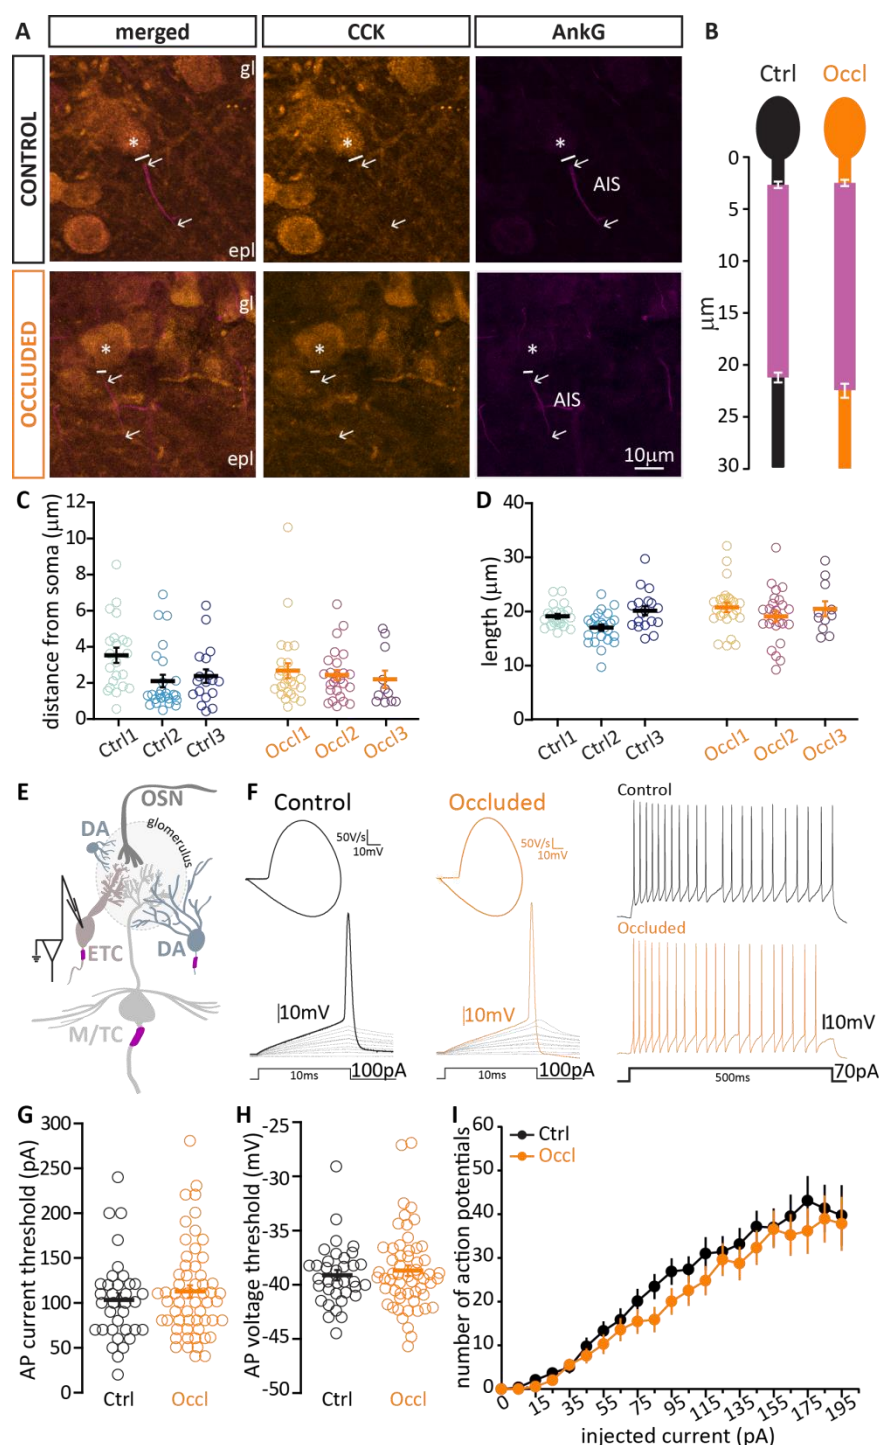 A merged CCK AnkG B
CONTROL
gl
*
AIS
epl
OCCLUDED
gl
*
AIS
epl
10μm
Ctrl Occl
0
5
10
15
20
25
30
μm
C
distance from soma (μm)
12
10
8
6
4
2
0
Ctrl1 Ctrl2 Ctrl3 Occl1 Occl2 Occl3
D
length (μm)
40
30
20
10
0
Ctrl1 Ctrl2 Ctrl3 Occl1 Occl2 Occl3
E
OSN
DA
glomerulus
ETC
DA
M/TC
F Control Occluded
50V/s
10mV
50V/s
10mV
10mV
10mV
10ms 100pA
10ms 100pA
Control
Occluded
10mV
500ms 70pA
G
AP current threshold (pA)
300
250
200
150
100
50
0
Ctrl Occl
H
AP voltage threshold (mV)
-25
-30
-35
-40
-45
-50
Ctrl Occl
I
number of action potentials
60
50
40
30
20
10
0
Ctrl
Occl
0 15 35 55 75 95 115 135 155 175 195
injected current (pA)